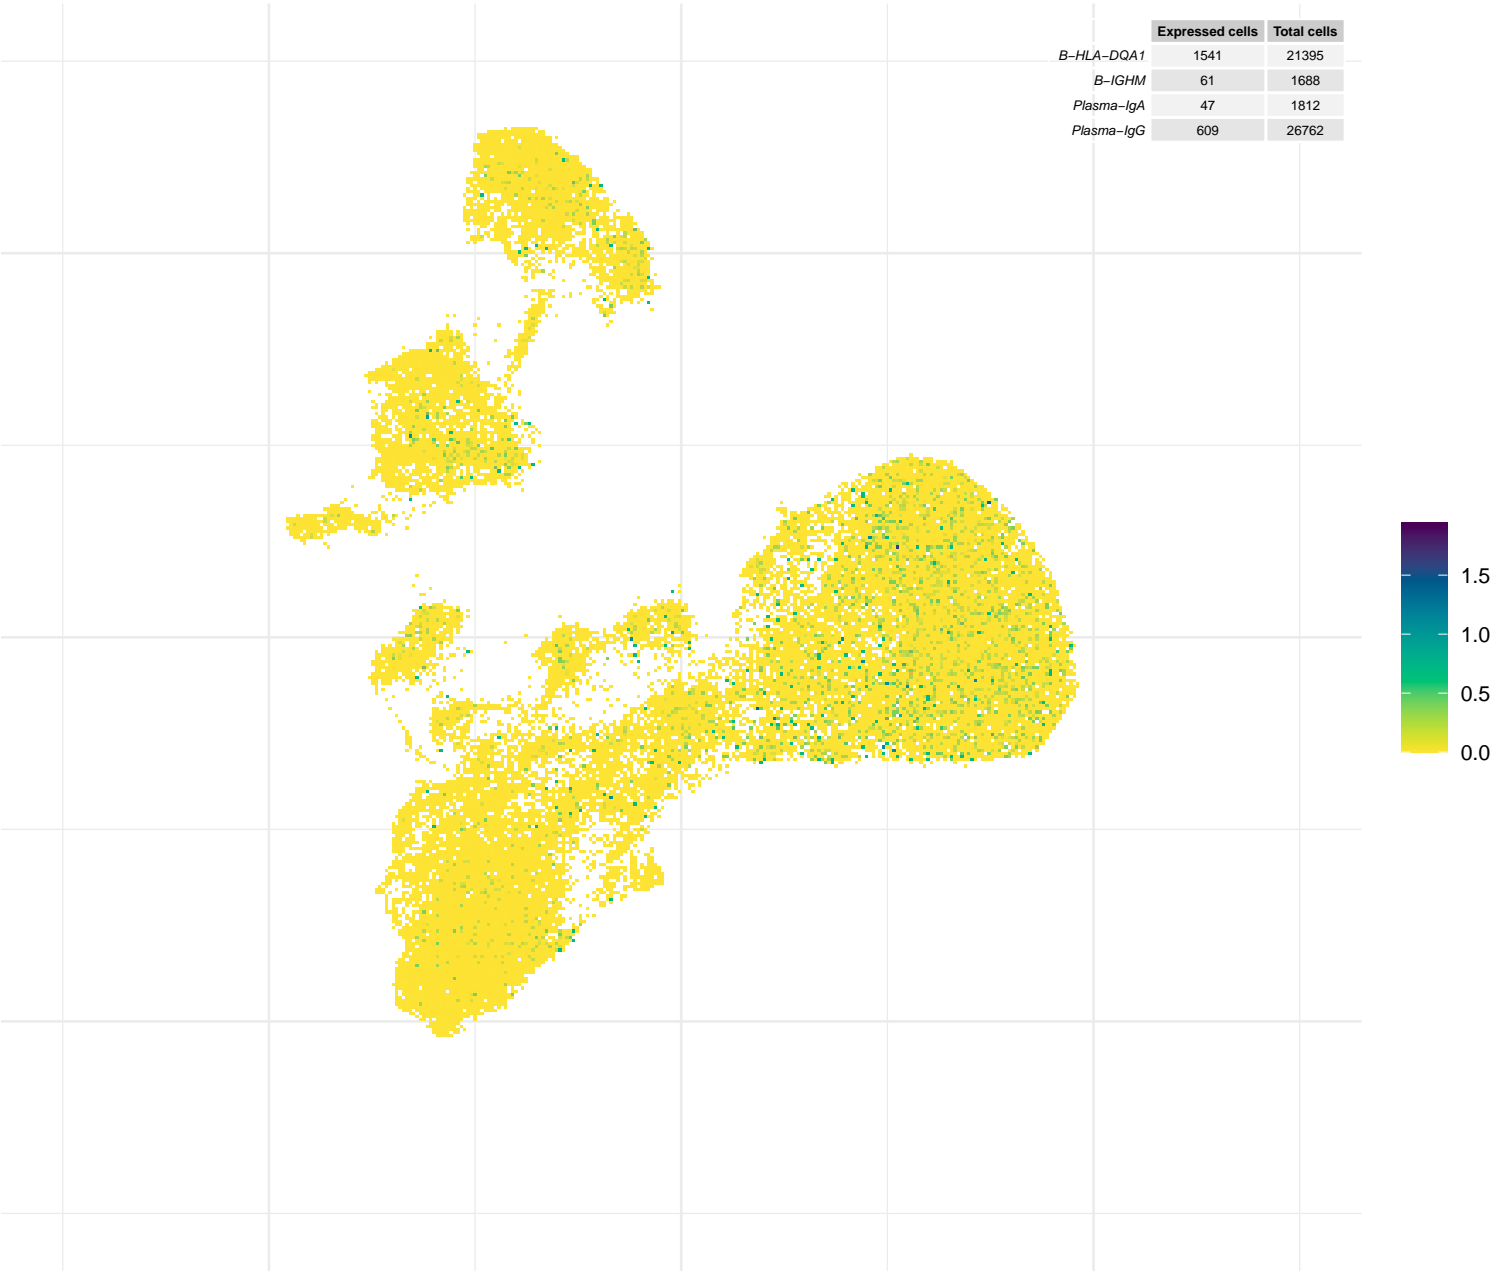 Expressed cells Total cells
B−HLA−DQA1 1541 21395
B−IGHM 61 1688
Plasma−IgA 47 1812
Plasma−IgG 609 26762
1.5
1.0
0.5
0.0